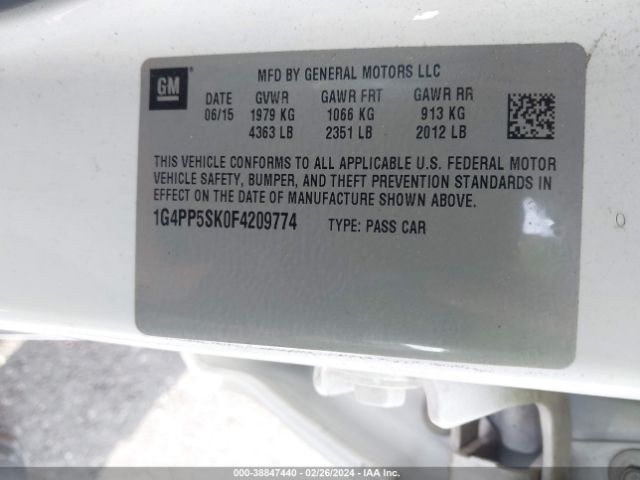 GM
MFD BY GENERAL MOTORS LLC
DATE GVWR GAWR FRT GAWR RR
06/15 1979 KG 1066 KG 913 KG
4363 LB 2351 LB 2012 LB
THIS VEHICLE CONFORMS TO ALL APPLICABLE U.S. FEDERAL MOTOR
VEHICLE SAFETY, BUMPER, AND THEFT PREVENTION STANDARDS IN
EFFECT ON THE DATE OF MANUFACTURE SHOWN ABOVE.
1G4PP5SK0F4209774 TYPE: PASS CAR
000-38847440 - 02/26/2024 - IAA Inc.